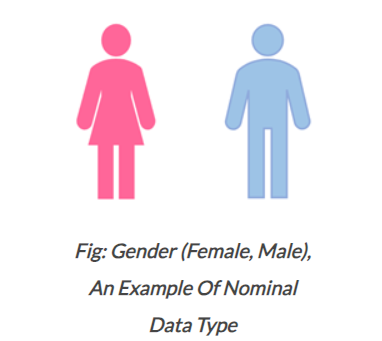 Fig: Gender (Female, Male),
An Example Of Nominal
Data Type